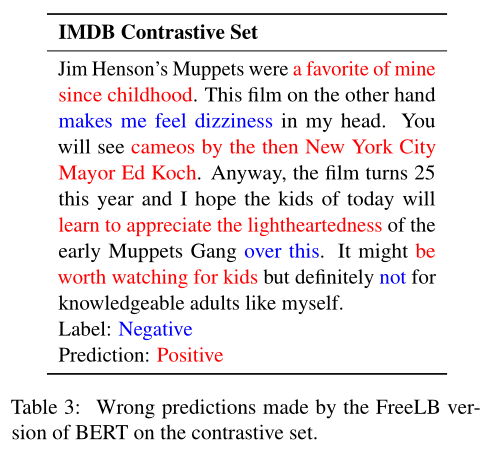 IMDB Contrastive Set
Jim Henson's Muppets were a favorite of mine
since childhood. This film on the other hand
makes me feel dizziness in my head. You
will see cameos by the then New York City
Mayor Ed Koch. Anyway, the film turns 25
this year and I hope the kids of today will
learn to appreciate the lightheartedness of the
early Muppets Gang over this. It might be
worth watching for kids but definitely not for
knowledgeable adults like myself.
Label: Negative
Prediction: Positive
Table 3: Wrong predictions made by the FreeLB ver-
sion of BERT on the contrastive set.